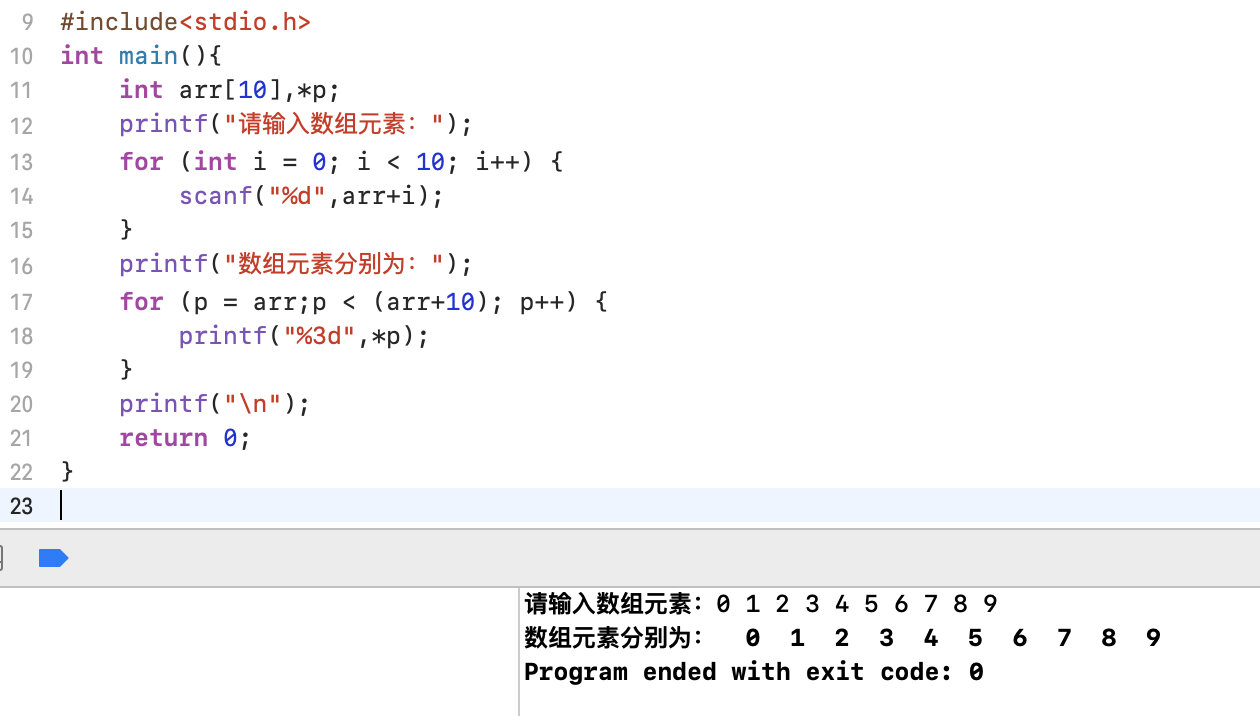 9 #include<stdio.h>
10 int main(){
11     int arr[10],*p;
12     printf("请输入数组元素：");
13     for (int i = 0; i < 10; i++) {
14         scanf("%d",arr+i);
15     }
16     printf("数组元素分别为：");
17     for (p = arr;p < (arr+10); p++) {
18         printf("%3d",*p);
19     }
20     printf("\n");
21     return 0;
22 }
23
请输入数组元素：0 1 2 3 4 5 6 7 8 9
数组元素分别为：  0  1  2  3  4  5  6  7  8  9
Program ended with exit code: 0